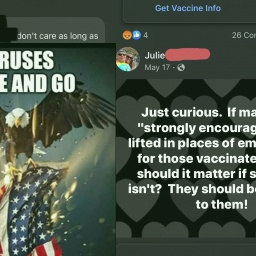 Get Vaccine Info
don't care as long as
4
26 Com
RUSES
E AND GO
Julie
May 17
Just curious. If ma
"strongly encourag
lifted in places of em
for those vaccinate
should it matter if s
isn't? They should be
to them!